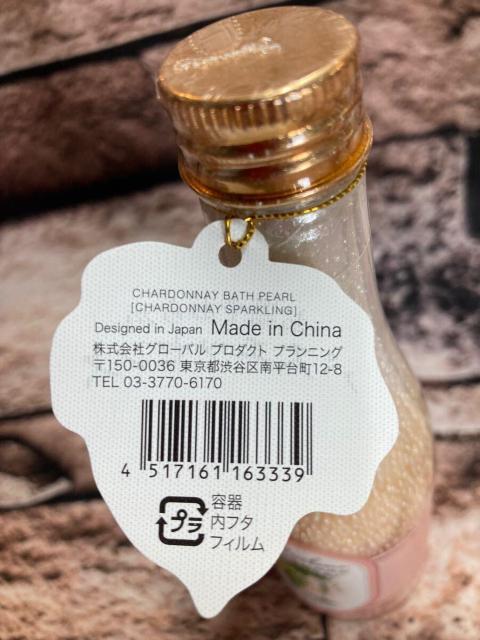 CHARDONNAY BATH PEARL
[CHARDONNAY SPARKLING]
Designed in Japan Made in China
株式会社グローバル プロダクト プランニング
〒150-0036 東京都渋谷区南平台町12-8
TEL 03-3770-6170
4 517161 163339
プラ
容器
内フタ
フィルム